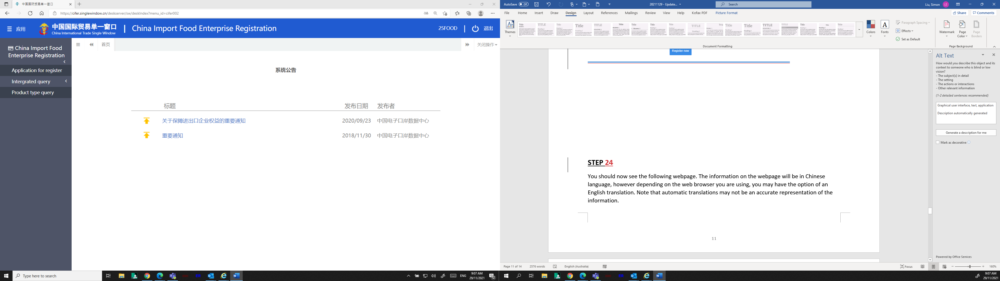 中国国际贸易单一窗口
https://cifer.singlewindow.cn/deskserver/sw/deskIndex?menu_id=cifer002
应用
中国国际贸易单一窗口
China International Trade Single Window
China Import Food Enterprise Registration
25FOOD
退出
China Import Food
Enterprise Registration
Application for register
Intergrated query
Product type query
首页
关闭操作
系统公告
标题 发布日期 发布者
关于保障进出口企业权益的重要通知 2020/09/23 中国电子口岸数据中心
重要通知 2018/11/30 中国电子口岸数据中心
Type here to search
ENG
9:07 AM
29/11/2021
AutoSave Off
20211129 - Update...
Search
Liu, Simon
LS
File Home Insert Draw Design Layout References Mailings Review View Help Kofax PDF Picture Format
Share
Comments
Themes
Colors
Fonts
Paragraph Spacing
Effects
Set as Default
Watermark
Page
Color
Page
Borders
Document Formatting
Page Background
Register now
STEP 24
You should now see the following webpage. The information on the webpage will be in Chinese
language, however depending on the web browser you are using, you may have the option of an
English translation. Note that automatic translations may not be an accurate representation of the
information.
11
Alt Text
How would you describe this object and its
context to someone who is blind or low
vision?
- The subject(s) in detail
- The setting
- The actions or interactions
- Other relevant information
(1-2 detailed sentences recommended)
Graphical user interface, text, application
Description automatically generated
Generate a description for me
Mark as decorative
Powered by Office Services
Page 11 of 14
2576 words
English (Australia)
Focus
160%
9:07 AM
29/11/2021